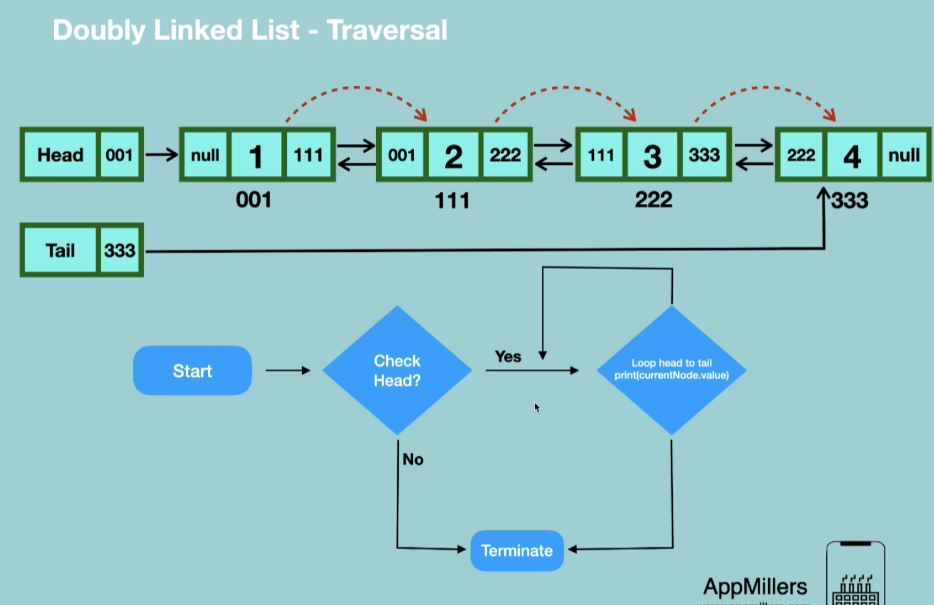 Doubly Linked List - Traversal
Head 001 null 1 111 001 2 222 111 3 333 222 4 null
001 111 222 333
Tail 333
Start
Check
Head?
Yes
Loop head to tail
print(currentNode.value)
No
Terminate
AppMillers